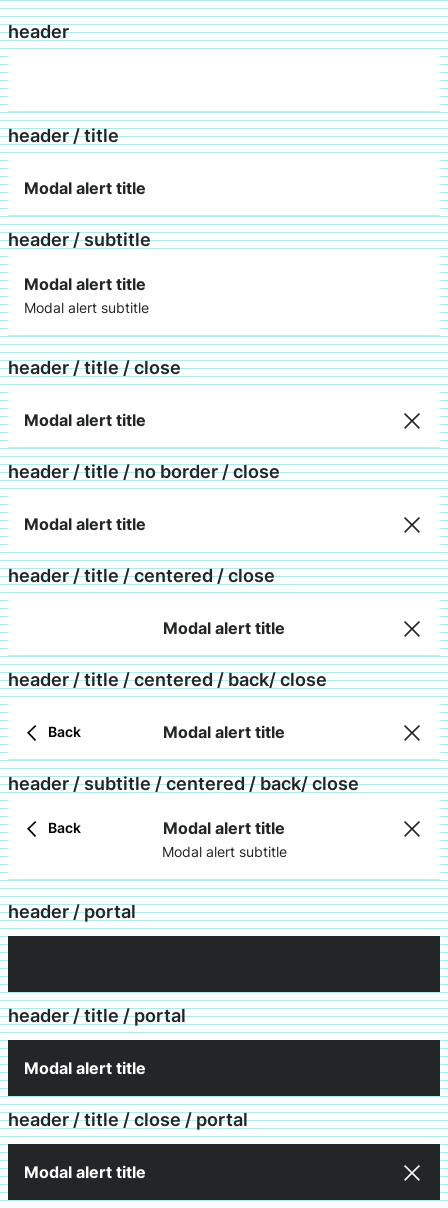 header
header / title
Modal alert title
header / subtitle
Modal alert title
Modal alert subtitle
header / title / close
Modal alert title
header / title / no border / close
Modal alert title
header / title / centered / close
Modal alert title
header / title / centered / back/ close
Back Modal alert title
header / subtitle / centered / back/ close
Back Modal alert title
Modal alert subtitle
header / portal
header / title / portal
Modal alert title
header / title / close / portal
Modal alert title